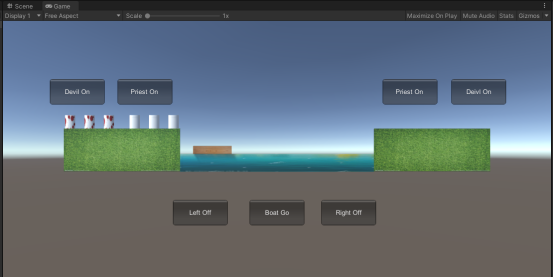 Scene Game
Display 1 Free Aspect Scale 1x Maximize On Play Mute Audio Stats Gizmos
Devil On Priest On Priest On Deivl On
Left Off Boat Go Right Off